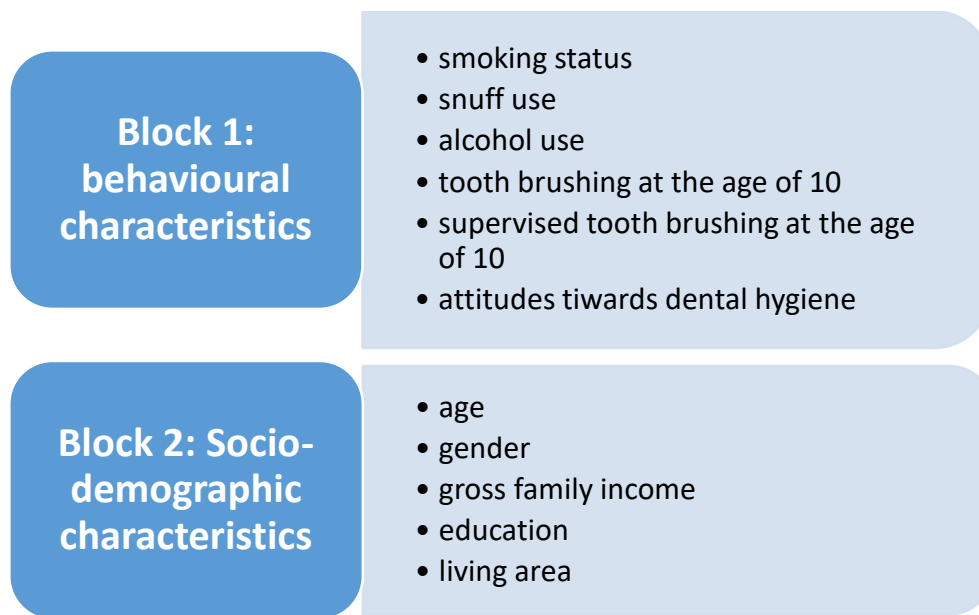 Block 1:
behavioural
characteristics
• smoking status
• snuff use
• alcohol use
• tooth brushing at the age of 10
• supervised tooth brushing at the age
of 10
• attitudes tiwards dental hygiene
Block 2: Socio-
demographic
characteristics
• age
• gender
• gross family income
• education
• living area